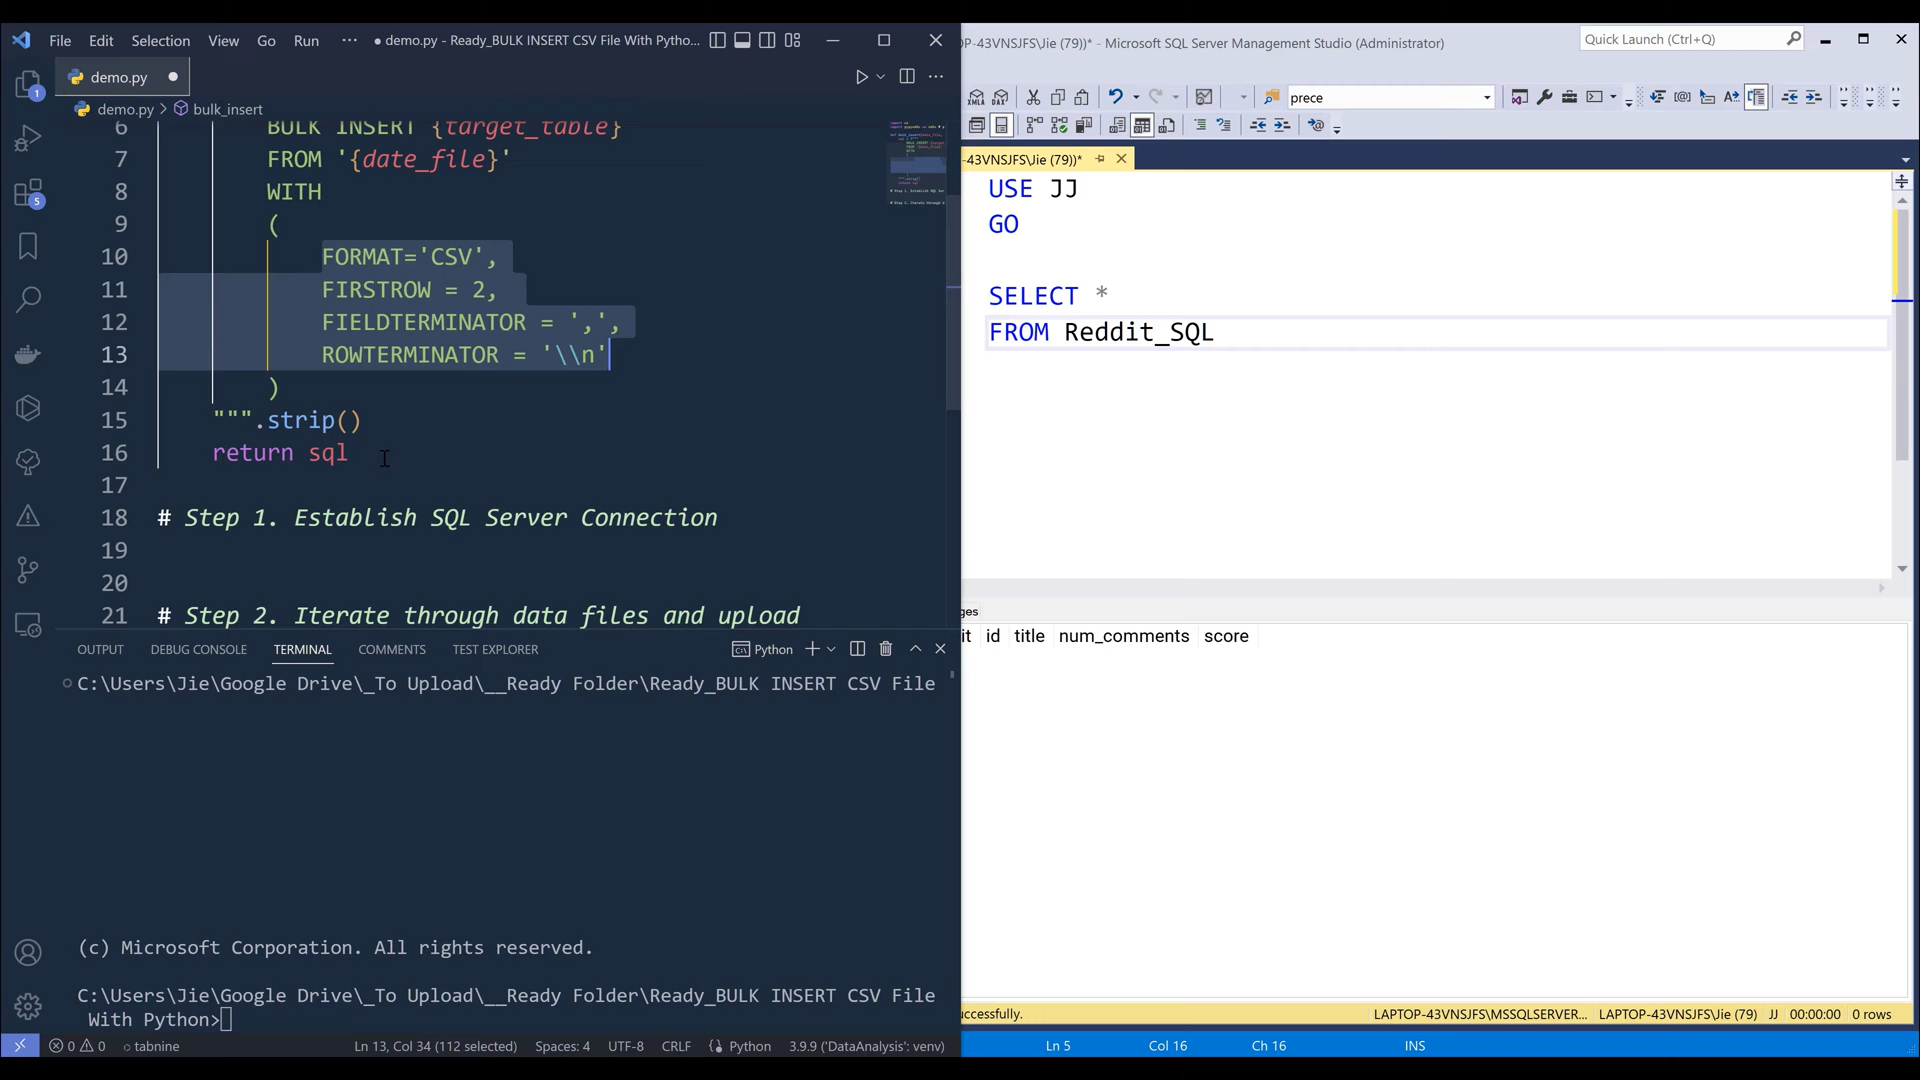 File Edit Selection View Go Run ··· ● demo.py - Ready_BULK INSERT CSV File With Pytho...
demo.py ●
demo.py > bulk_insert
6 BULK INSERT {target_table}
7 FROM '{date_file}'
8 WITH
9 (
10 FORMAT='CSV',
11 FIRSTROW = 2,
12 FIELDTERMINATOR = ',',
13 ROWTERMINATOR = '\\n'
14 )
15 """.strip()
16 return sql
17
18 # Step 1. Establish SQL Server Connection
19
20
21 # Step 2. Iterate through data files and upload
1
5
OUTPUT DEBUG CONSOLE TERMINAL COMMENTS TEST EXPLORER Python
C:\Users\Jie\Google Drive\_To Upload\__Ready Folder\Ready_BULK INSERT CSV File
(c) Microsoft Corporation. All rights reserved.
C:\Users\Jie\Google Drive\_To Upload\__Ready Folder\Ready_BULK INSERT CSV File
With Python>
0 0 tabnine Ln 13, Col 34 (112 selected) Spaces: 4 UTF-8 CRLF Python 3.9.9 ('DataAnalysis': venv)
OP-43VNSJFS\Jie (79))* - Microsoft SQL Server Management Studio (Administrator) Quick Launch (Ctrl+Q)
XMLA DAX prece
-43VNSJFS\Jie (79))*
USE JJ
GO
SELECT *
FROM Reddit_SQL
ges
it id title num_comments score
uccessfully. LAPTOP-43VNSJFS\MSSQLSERVER... LAPTOP-43VNSJFS\Jie (79) JJ 00:00:00 0 rows
Ln 5 Col 16 Ch 16 INS